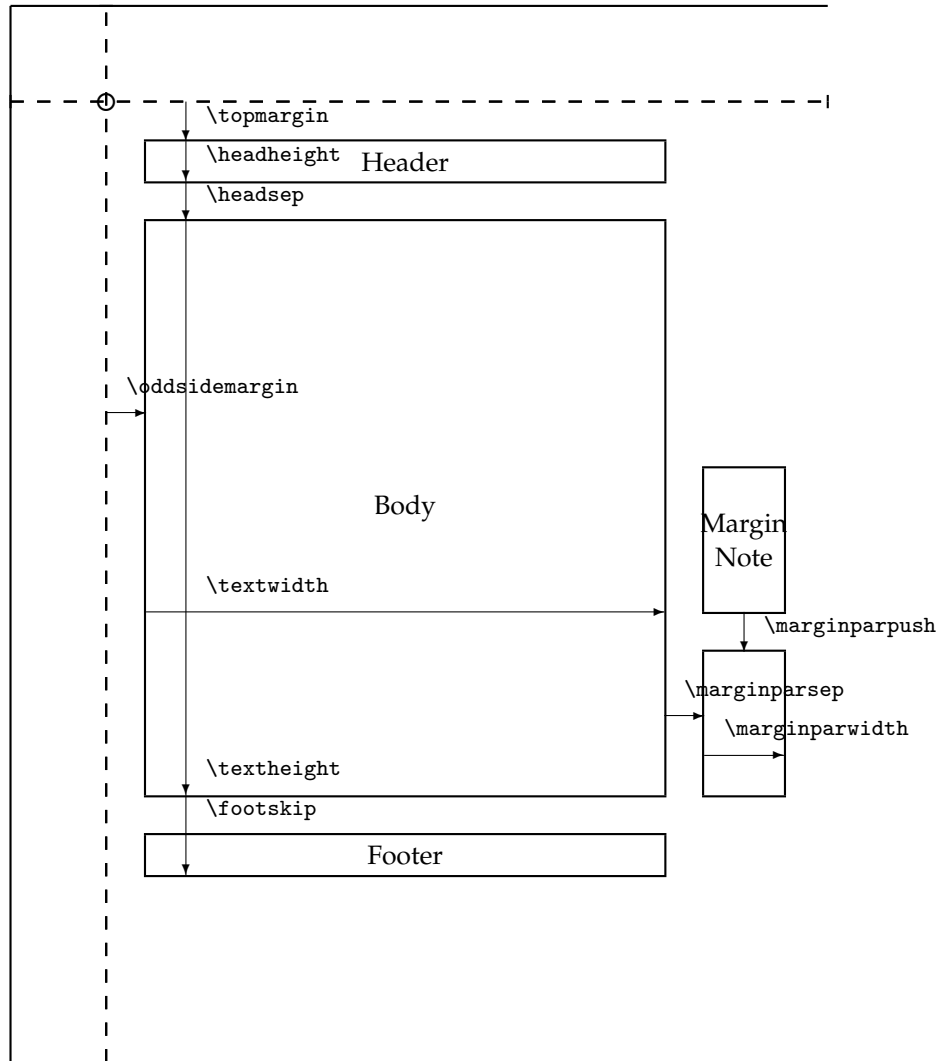 \topmargin
\headheight
Header
\headsep
\oddsidemargin
Body
Margin
Note
\textwidth
\marginparpush
\marginparsep
\marginparwidth
\textheight
\footskip
Footer